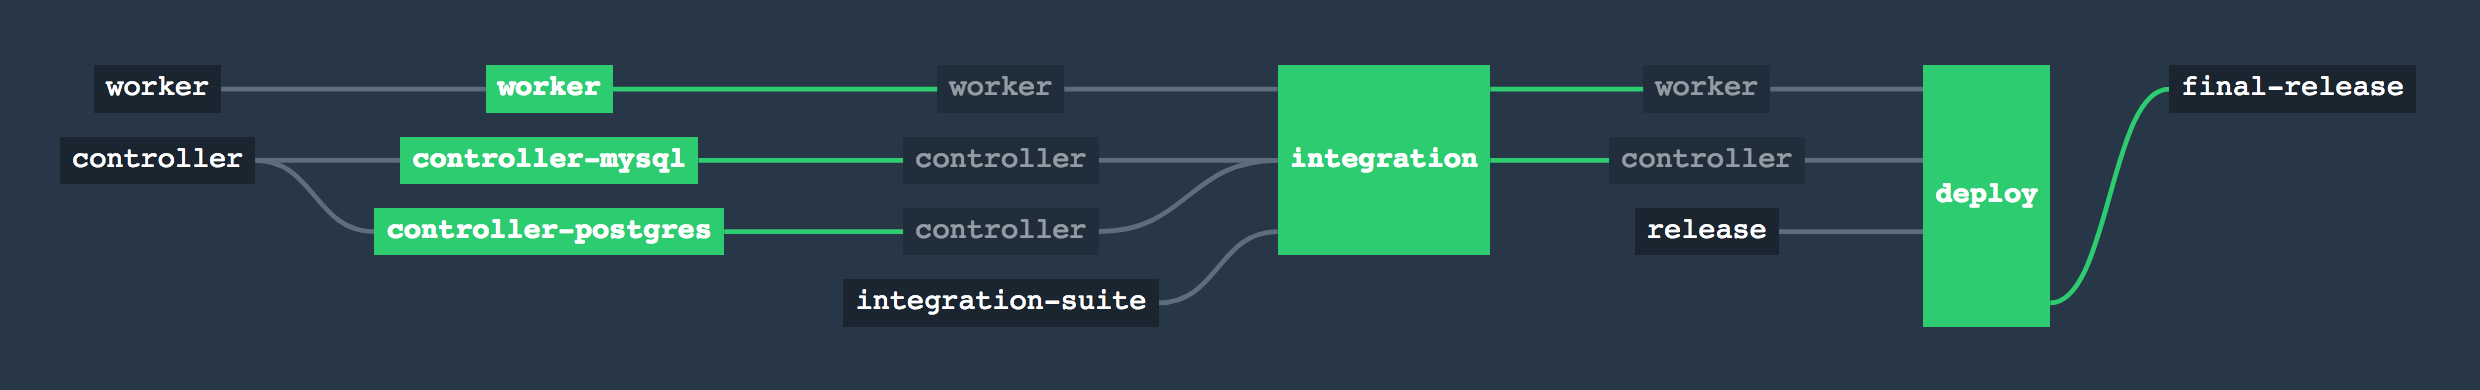 worker
worker
worker
integration
worker
deploy
final-release
controller
controller-mysql
controller
controller
controller-postgres
controller
release
integration-suite